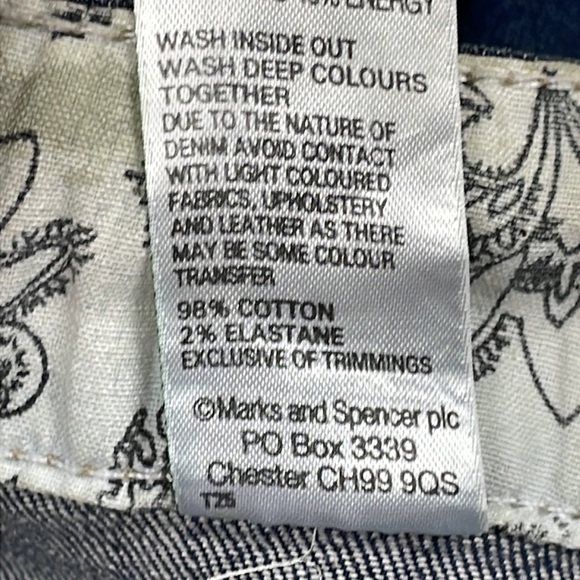 ENERGY
WASH INSIDE OUT
WASH DEEP COLOURS
TOGETHER
DUE TO THE NATURE OF
DENIM AVOID CONTACT
WITH LIGHT COLOURED
FABRICS, UPHOLSTERY
AND LEATHER AS THERE
MAY BE SOME COLOUR
TRANSFER
98% COTTON
2% ELASTANE
EXCLUSIVE OF TRIMMINGS
©Marks and Spencer plc
PO Box 3339
Chester CH99 9QS